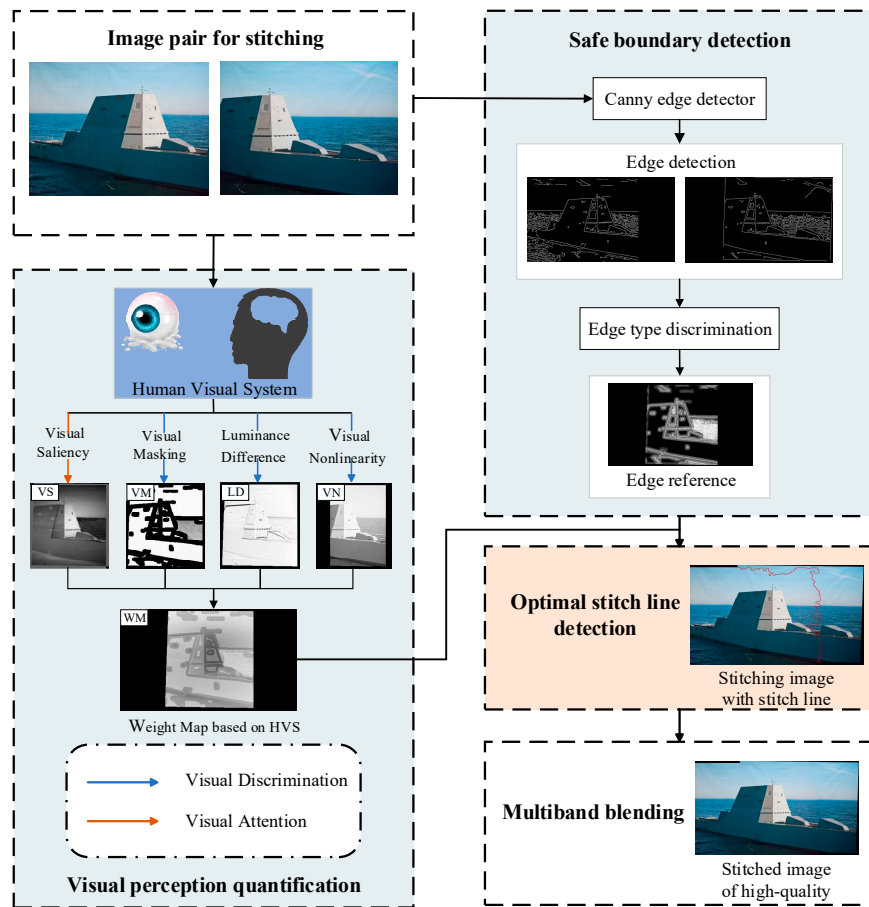 Image pair for stitching
Human Visual System
Visual
Saliency
Visual
Masking
Luminance
Difference
Visual
Nonlinearity
VS
VM
LD
VN
WM
Weight Map based on HVS
Visual Discrimination
Visual Attention
Visual perception quantification
Safe boundary detection
Canny edge detector
Edge detection
Edge type discrimination
Edge reference
Optimal stitch line
detection
Stitching image
with stitch line
Multiband blending
Stitched image
of high-quality